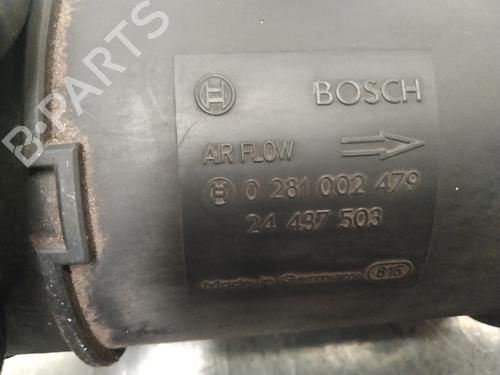 B-PARTS
BOSCH
AIR FLOW
0 281 002 479
24 437 503
Made in Germany 816